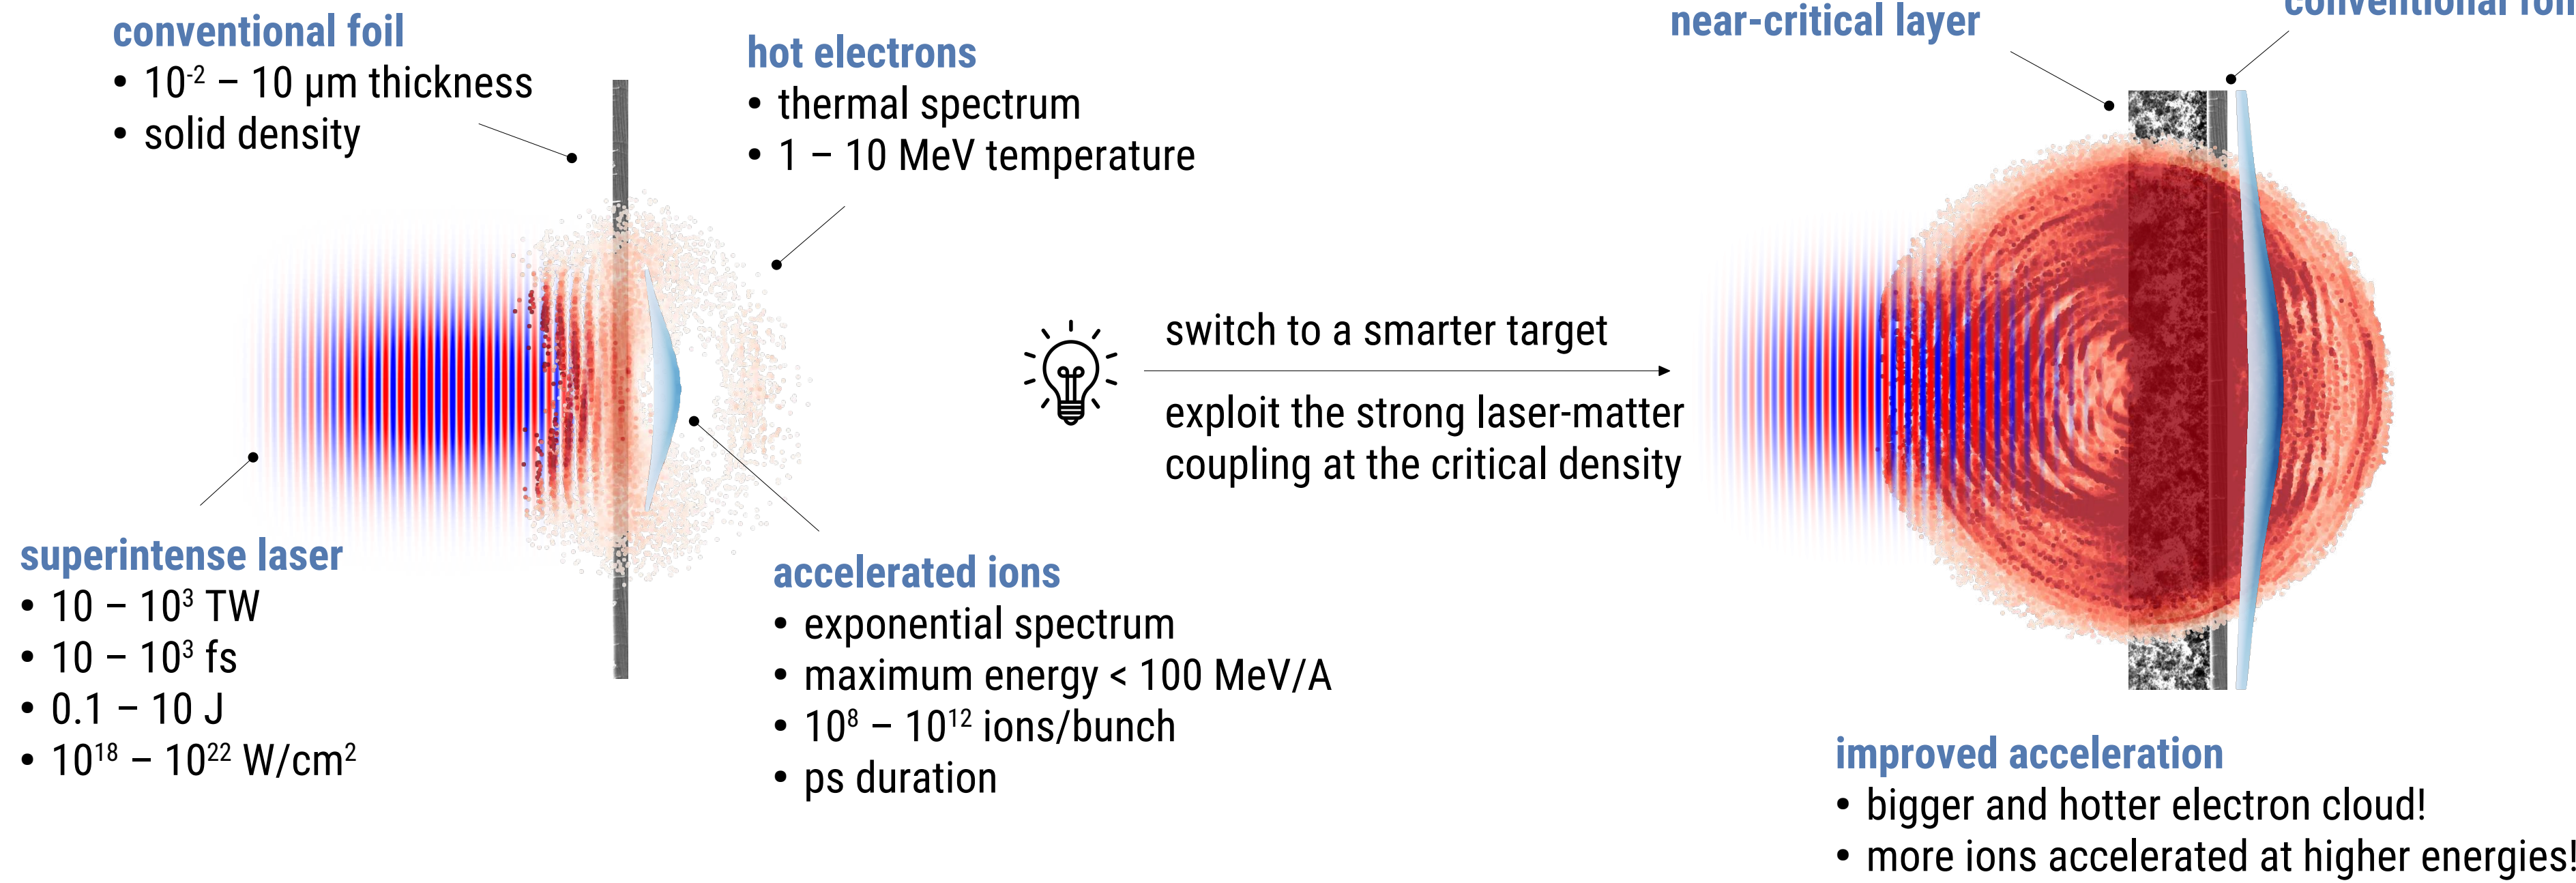 conventional foil
• 10⁻² – 10 µm thickness
• solid density
hot electrons
• thermal spectrum
• 1 – 10 MeV temperature
superintense laser
• 10 – 10³ TW
• 10 – 10³ fs
• 0.1 – 10 J
• 10¹⁸ – 10²² W/cm²
accelerated ions
• exponential spectrum
• maximum energy < 100 MeV/A
• 10⁸ – 10¹² ions/bunch
• ps duration
switch to a smarter target
exploit the strong laser-matter
coupling at the critical density
near-critical layer
conventional foil
improved acceleration
• bigger and hotter electron cloud!
• more ions accelerated at higher energies!